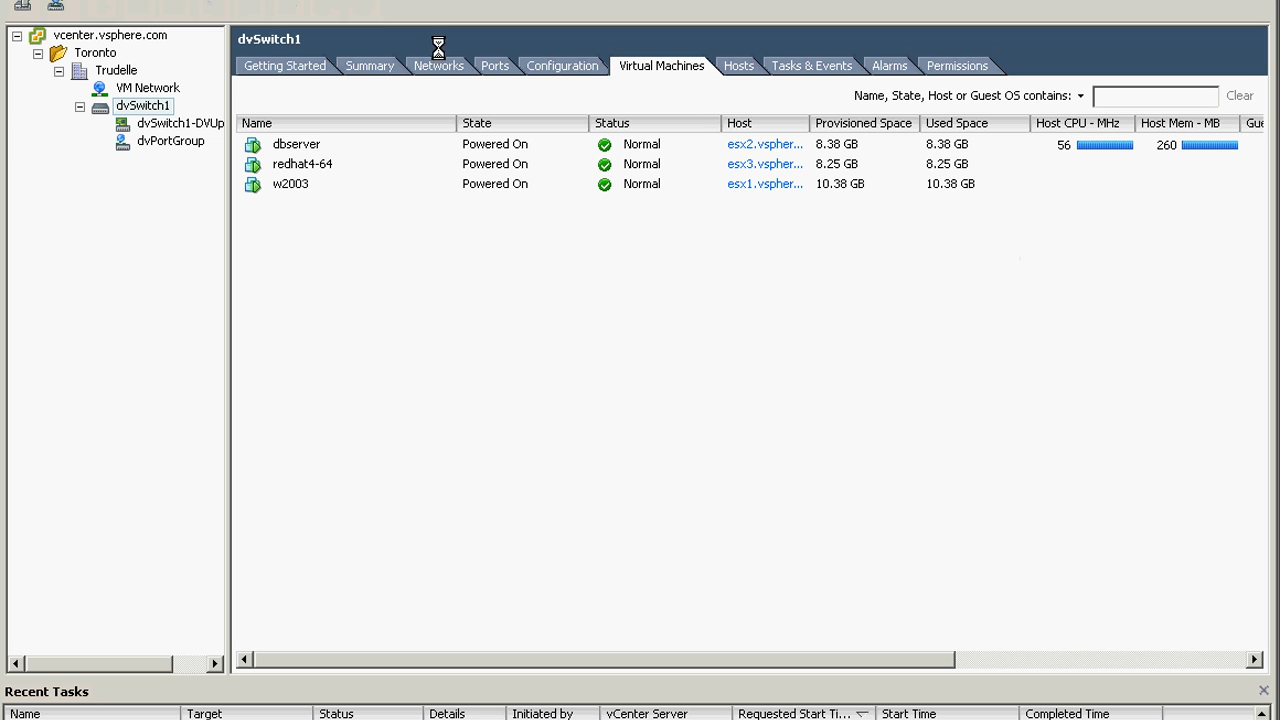 vcenter.vsphere.com
Toronto
Trudelle
VM Network
dvSwitch1
dvSwitch1-DVUp
dvPortGroup
dvSwitch1
Getting Started Summary Networks Ports Configuration Virtual Machines Hosts Tasks & Events Alarms Permissions
Name, State, Host or Guest OS contains: Clear
Name State Status Host Provisioned Space Used Space Host CPU - MHz Host Mem - MB Gue
dbserver Powered On Normal esx2.vspher... 8.38 GB 8.38 GB 56 260
redhat4-64 Powered On Normal esx3.vspher... 8.25 GB 8.25 GB
w2003 Powered On Normal esx1.vspher... 10.38 GB 10.38 GB
Recent Tasks
Name Target Status Details Initiated by vCenter Server Requested Start Ti... Start Time Completed Time